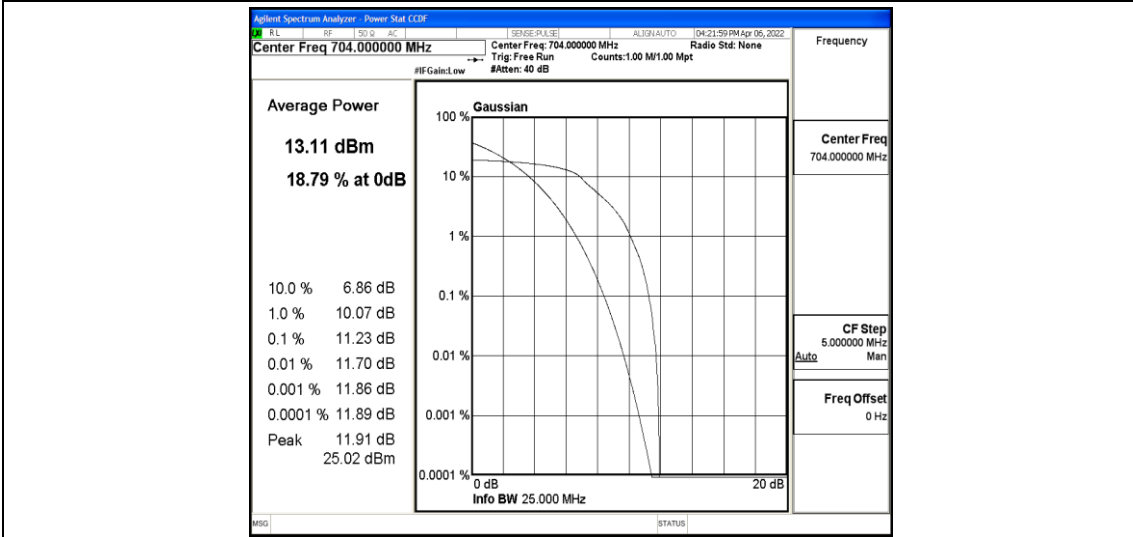 Agilent Spectrum Analyzer - Power Stat CCDF
RL RF 50 Ω AC SENSE:PULSE ALIGNAUTO 04:21:59 PM Apr 06, 2022
Center Freq 704.000000 MHz
Center Freq: 704.000000 MHz Radio Std: None
Trig: Free Run Counts:1.00 M/1.00 Mpt
#IFGain:Low #Atten: 40 dB
Frequency
Average Power
13.11 dBm
18.79 % at 0dB
10.0 % 6.86 dB
1.0 % 10.07 dB
0.1 % 11.23 dB
0.01 % 11.70 dB
0.001 % 11.86 dB
0.0001 % 11.89 dB
Peak 11.91 dB
25.02 dBm
Gaussian
100 %
10 %
1 %
0.1 %
0.01 %
0.001 %
0.0001 %
0 dB 20 dB
Info BW 25.000 MHz
Center Freq
704.000000 MHz
CF Step
5.000000 MHz
Auto Man
Freq Offset
0 Hz
MSG STATUS